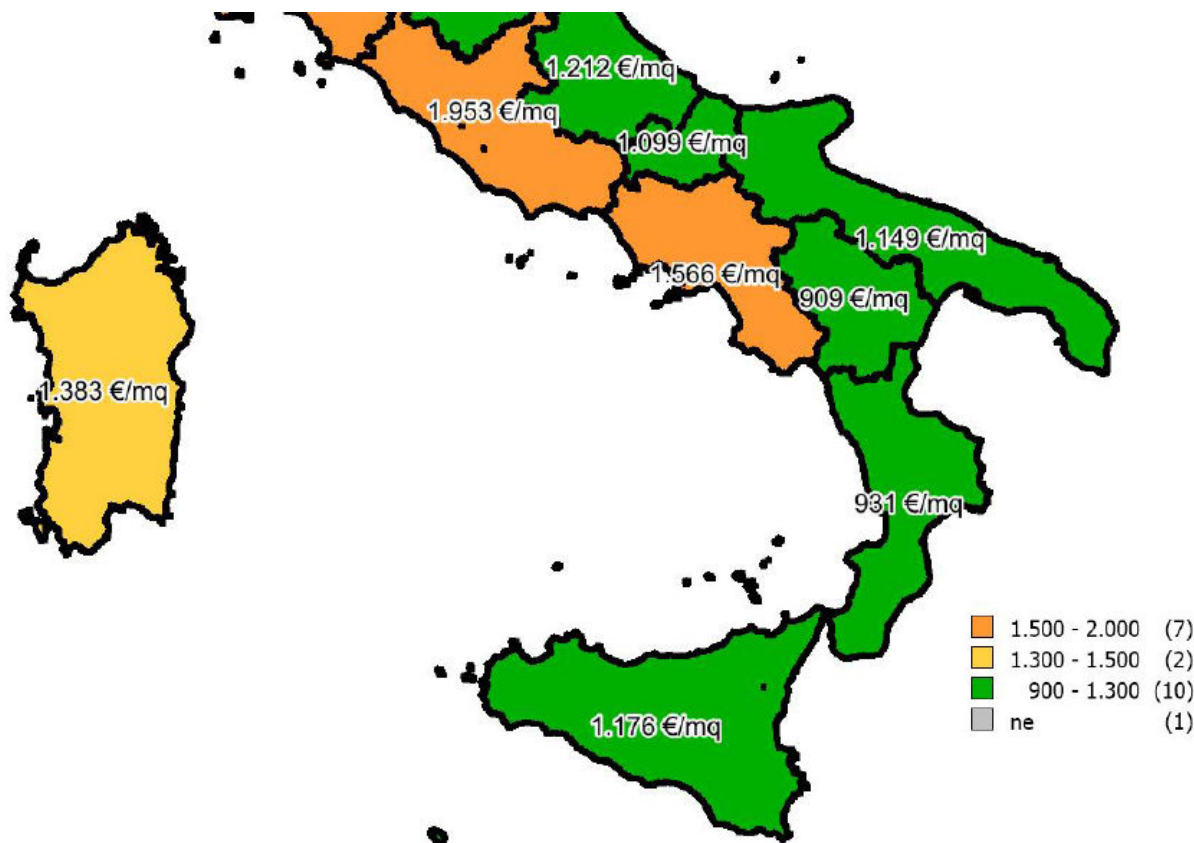 1.212 €/mq
1.953 €/mq
1.099 €/mq
1.149 €/mq
1.566 €/mq
909 €/mq
1.383 €/mq
931 €/mq
1.176 €/mq
1.500 - 2.000 (7)
1.300 - 1.500 (2)
900 - 1.300 (10)
ne (1)